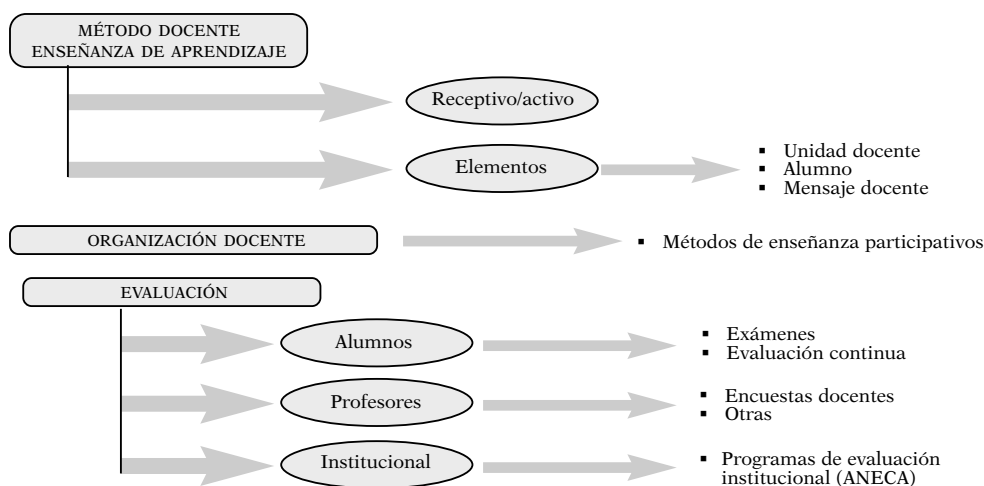 MÉTODO DOCENTE
ENSEÑANZA DE APRENDIZAJE
Receptivo/activo
Elementos
▪ Unidad docente
▪ Alumno
▪ Mensaje docente
ORGANIZACIÓN DOCENTE
▪ Métodos de enseñanza participativos
EVALUACIÓN
Alumnos
▪ Exámenes
▪ Evaluación continua
Profesores
▪ Encuestas docentes
▪ Otras
Institucional
▪ Programas de evaluación
institucional (ANECA)